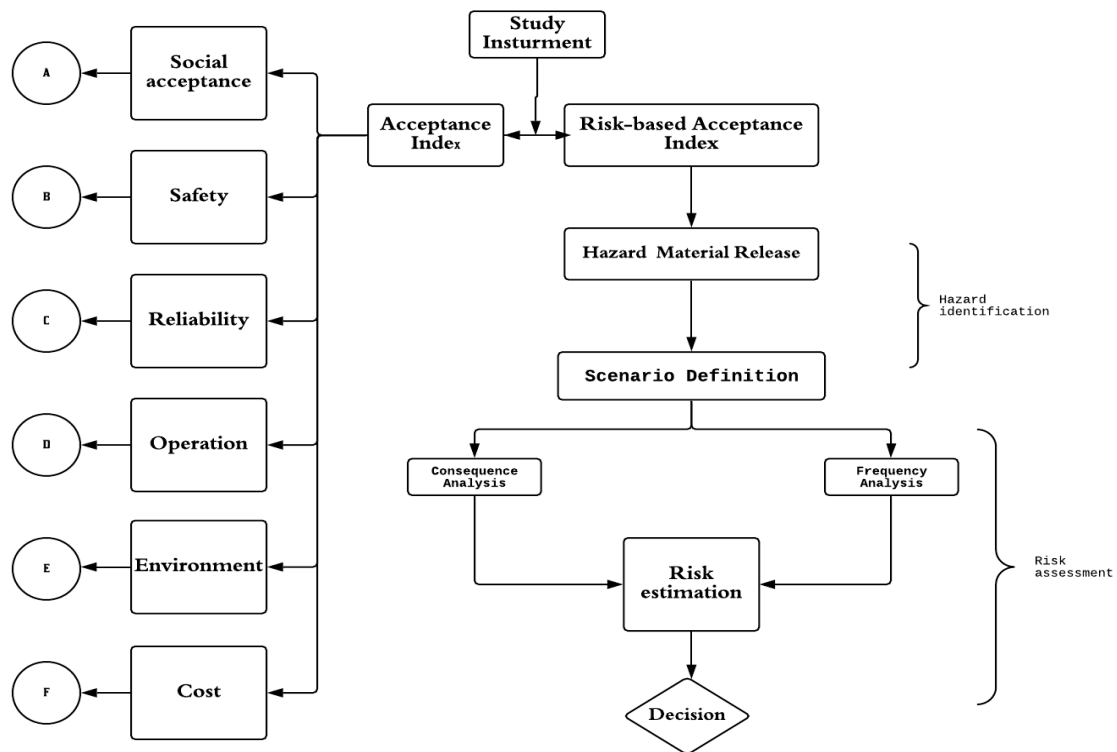 Study
Insturment
Acceptance
Index
Risk-based Acceptance
Index
A
Social
acceptance
B
Safety
C
Reliability
D
Operation
E
Environment
F
Cost
Hazard Material Release
Hazard
identification
Scenario Definition
Consequence
Analysis
Frequency
Analysis
Risk
estimation
Risk
assessment
Decision